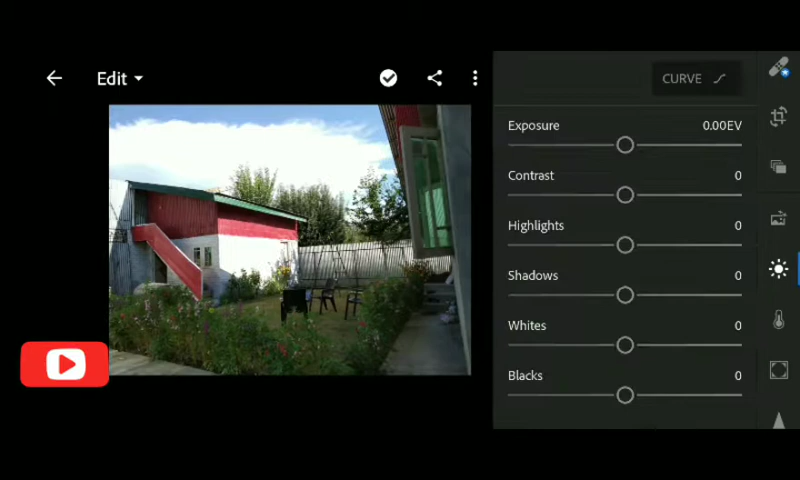 Edit
CURVE
Exposure 0.00EV
Contrast 0
Highlights 0
Shadows 0
Whites 0
Blacks 0